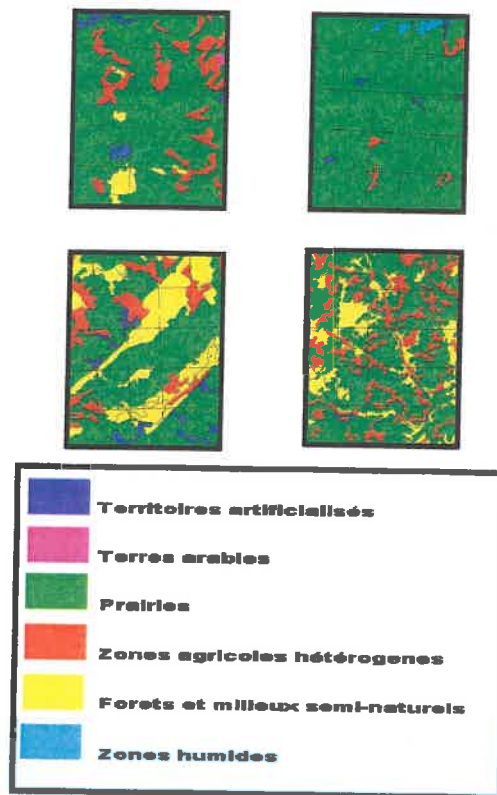 Territoires artificialisés
Terres arables
Prairies
Zones agricoles hétérogenes
Forets et milieux semi-naturels
Zones humides